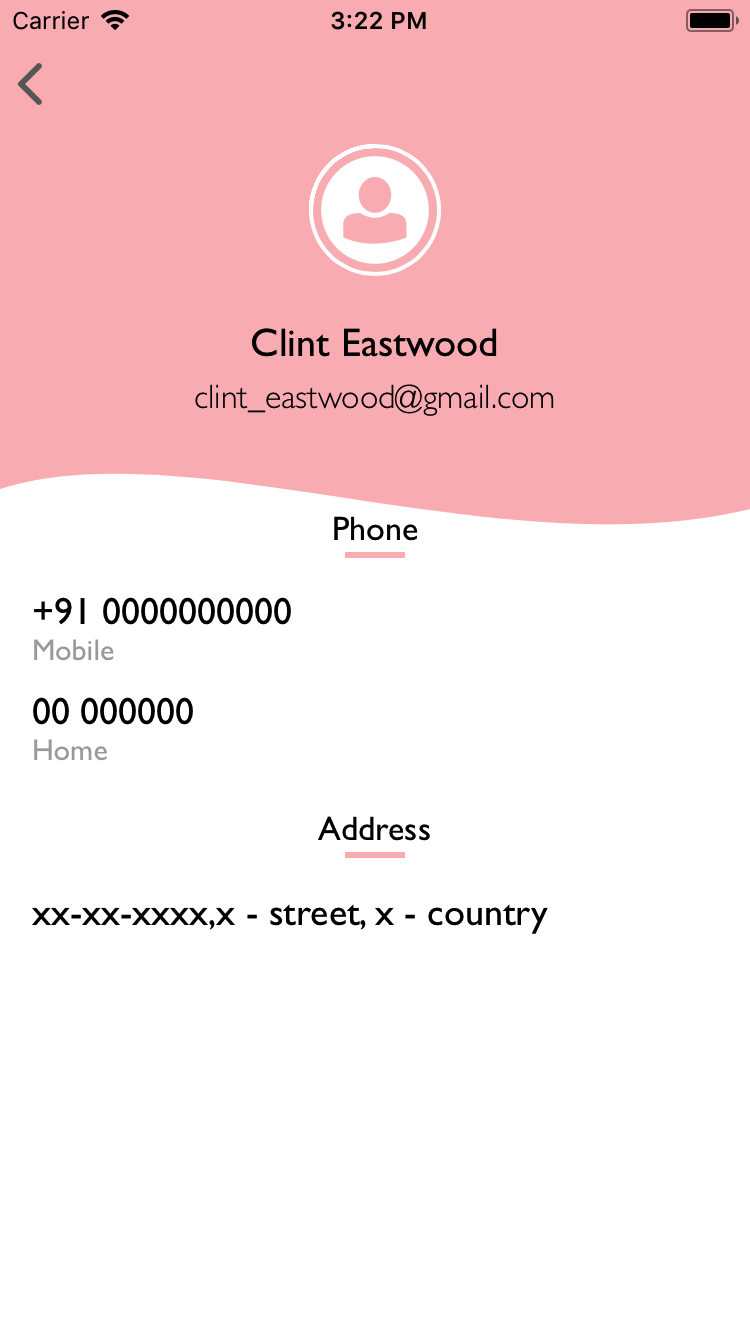 Carrier 3:22 PM
Clint Eastwood
clint_eastwood@gmail.com
Phone
+91 0000000000
Mobile
00 000000
Home
Address
xx-xx-xxxx,x - street, x - country